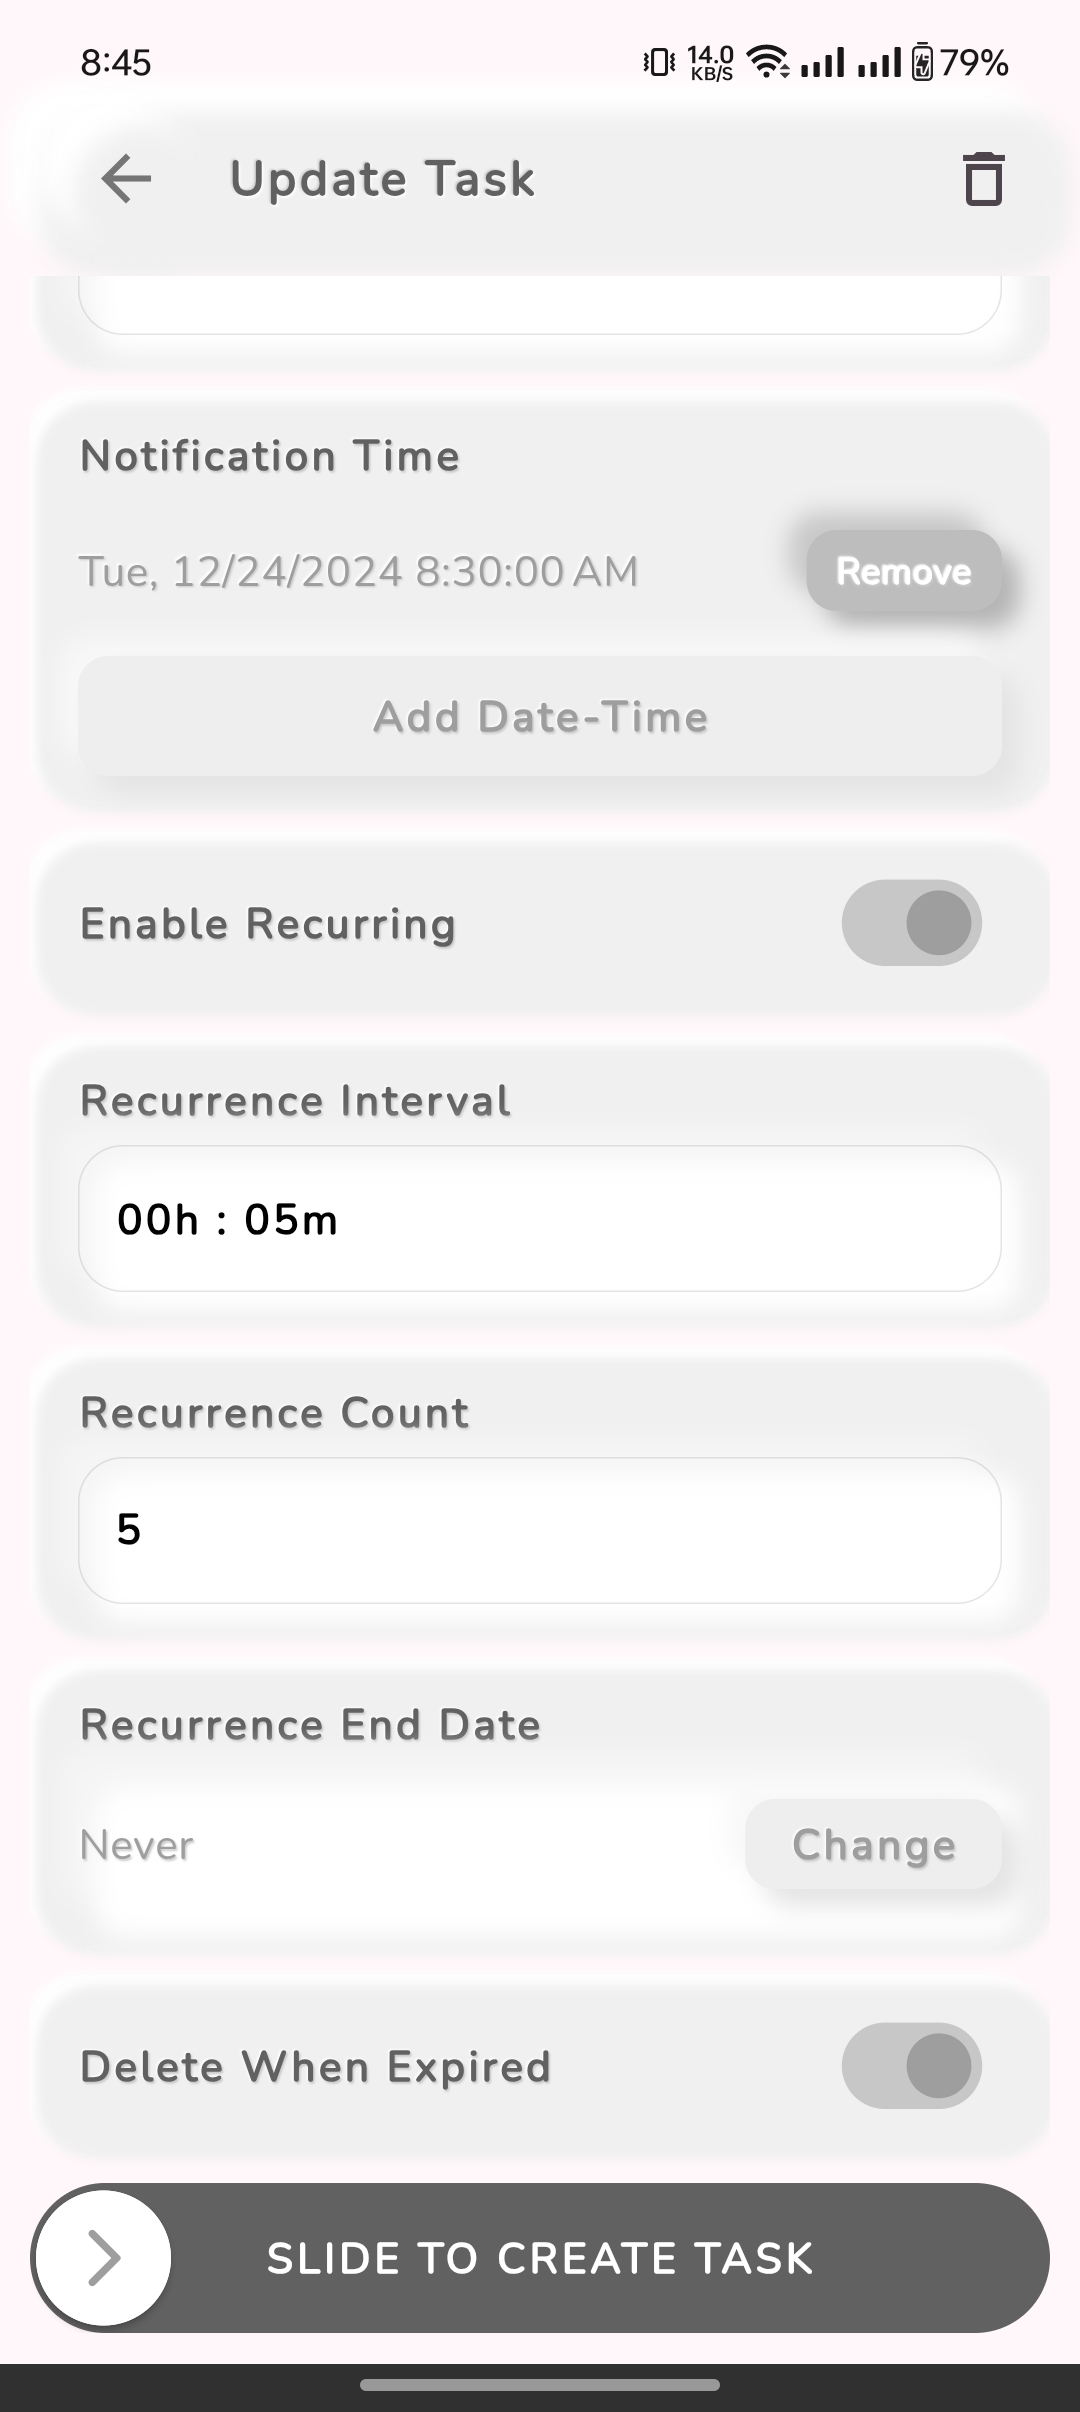 8:45 14.0 KB/S 79%
Update Task
Notification Time
Tue, 12/24/2024 8:30:00 AM Remove
Add Date-Time
Enable Recurring
Recurrence Interval
00h : 05m
Recurrence Count
5
Recurrence End Date
Never Change
Delete When Expired
SLIDE TO CREATE TASK